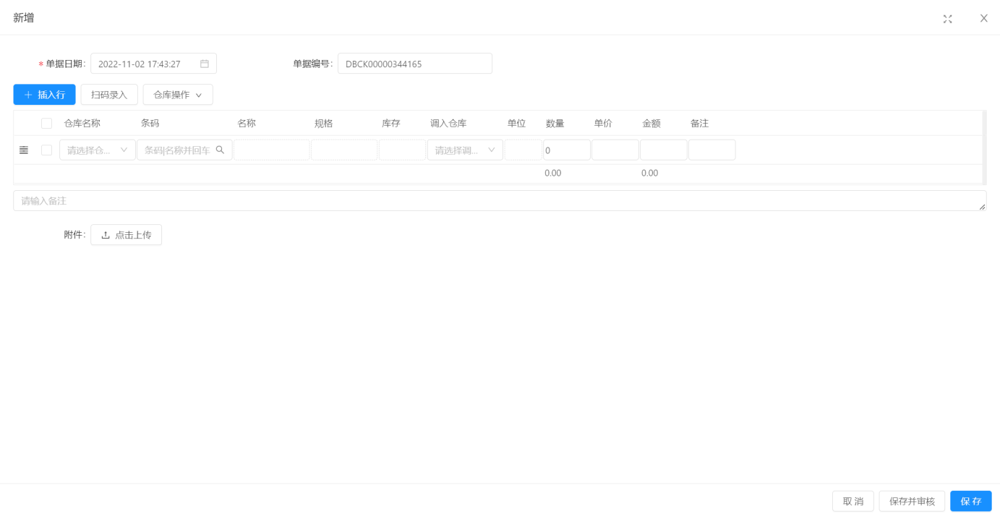 新增
* 单据日期: 2022-11-02 17:43:27 单据编号: DBCK00000344165
插入行 扫码录入 仓库操作
仓库名称 条码 名称 规格 库存 调入仓库 单位 数量 单价 金额 备注
请选择仓... 条码|名称并回车 请选择调... 0
0.00 0.00
请输入备注
附件: 点击上传
取 消 保存并审核 保 存